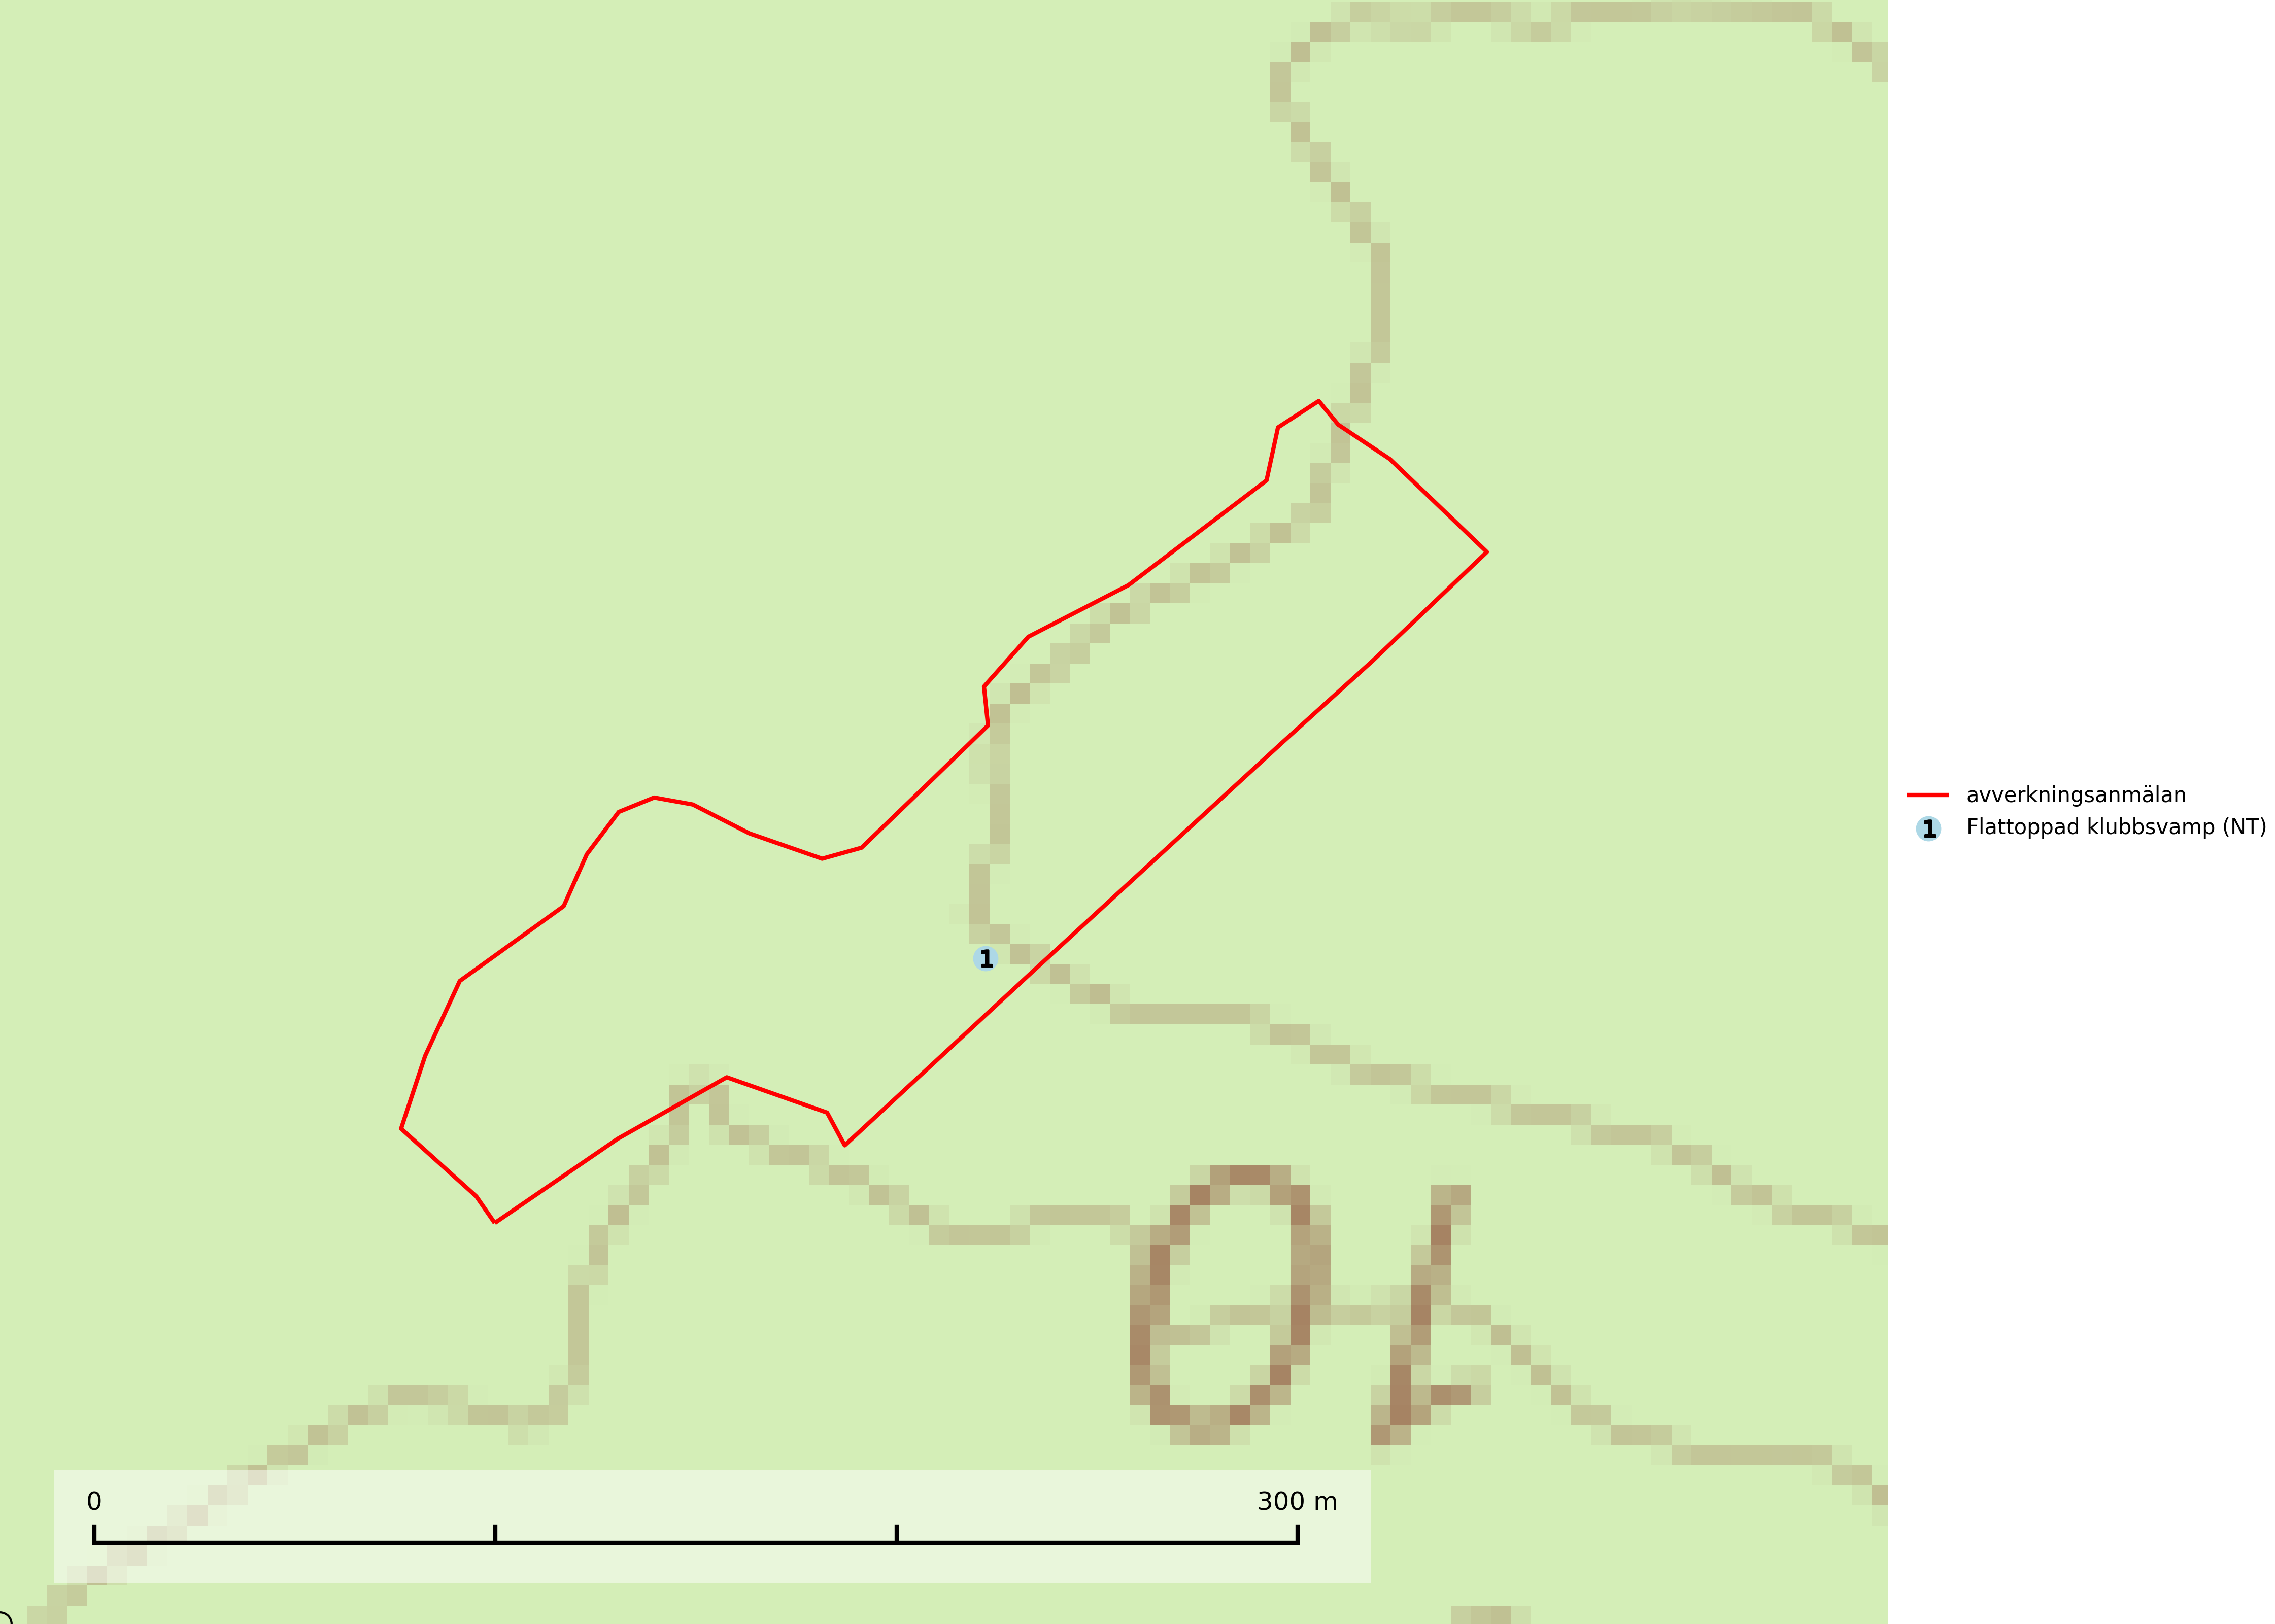 avverkningsanmälan
1 Flattoppad klubbsvamp (NT)
1
0 300 m